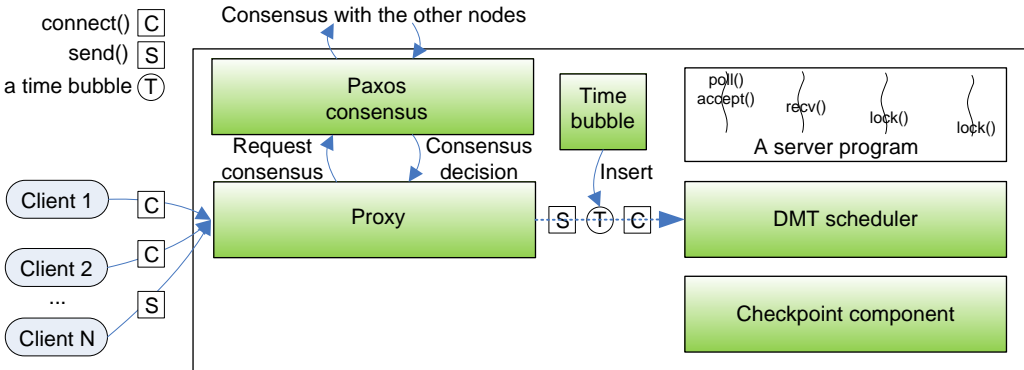 connect() C
send() S
a time bubble T
Consensus with the other nodes
Paxos
consensus
Time
bubble
poll()
accept()
recv()
lock()
lock()
A server program
Request
consensus
Consensus
decision
Insert
Client 1
C
Proxy
S T C
DMT scheduler
Client 2
C
...
S
Client N
Checkpoint component